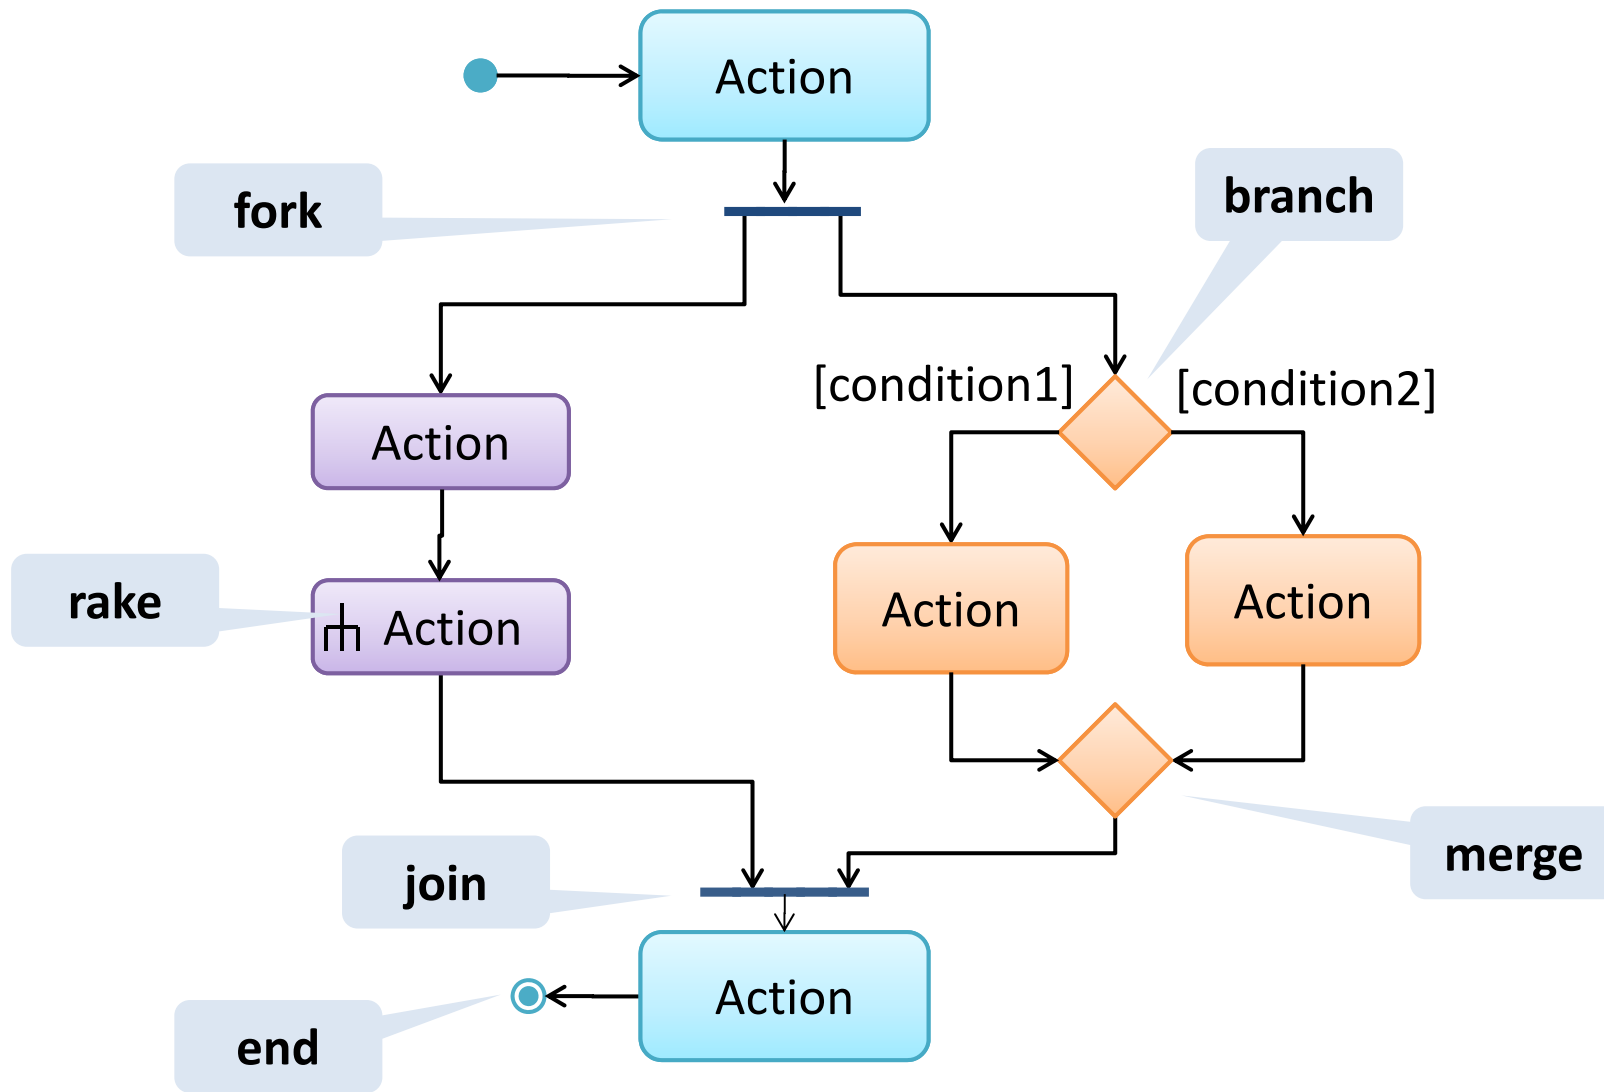 Action
fork
branch
[condition1]
[condition2]
Action
rake
Action
Action
Action
merge
join
Action
end